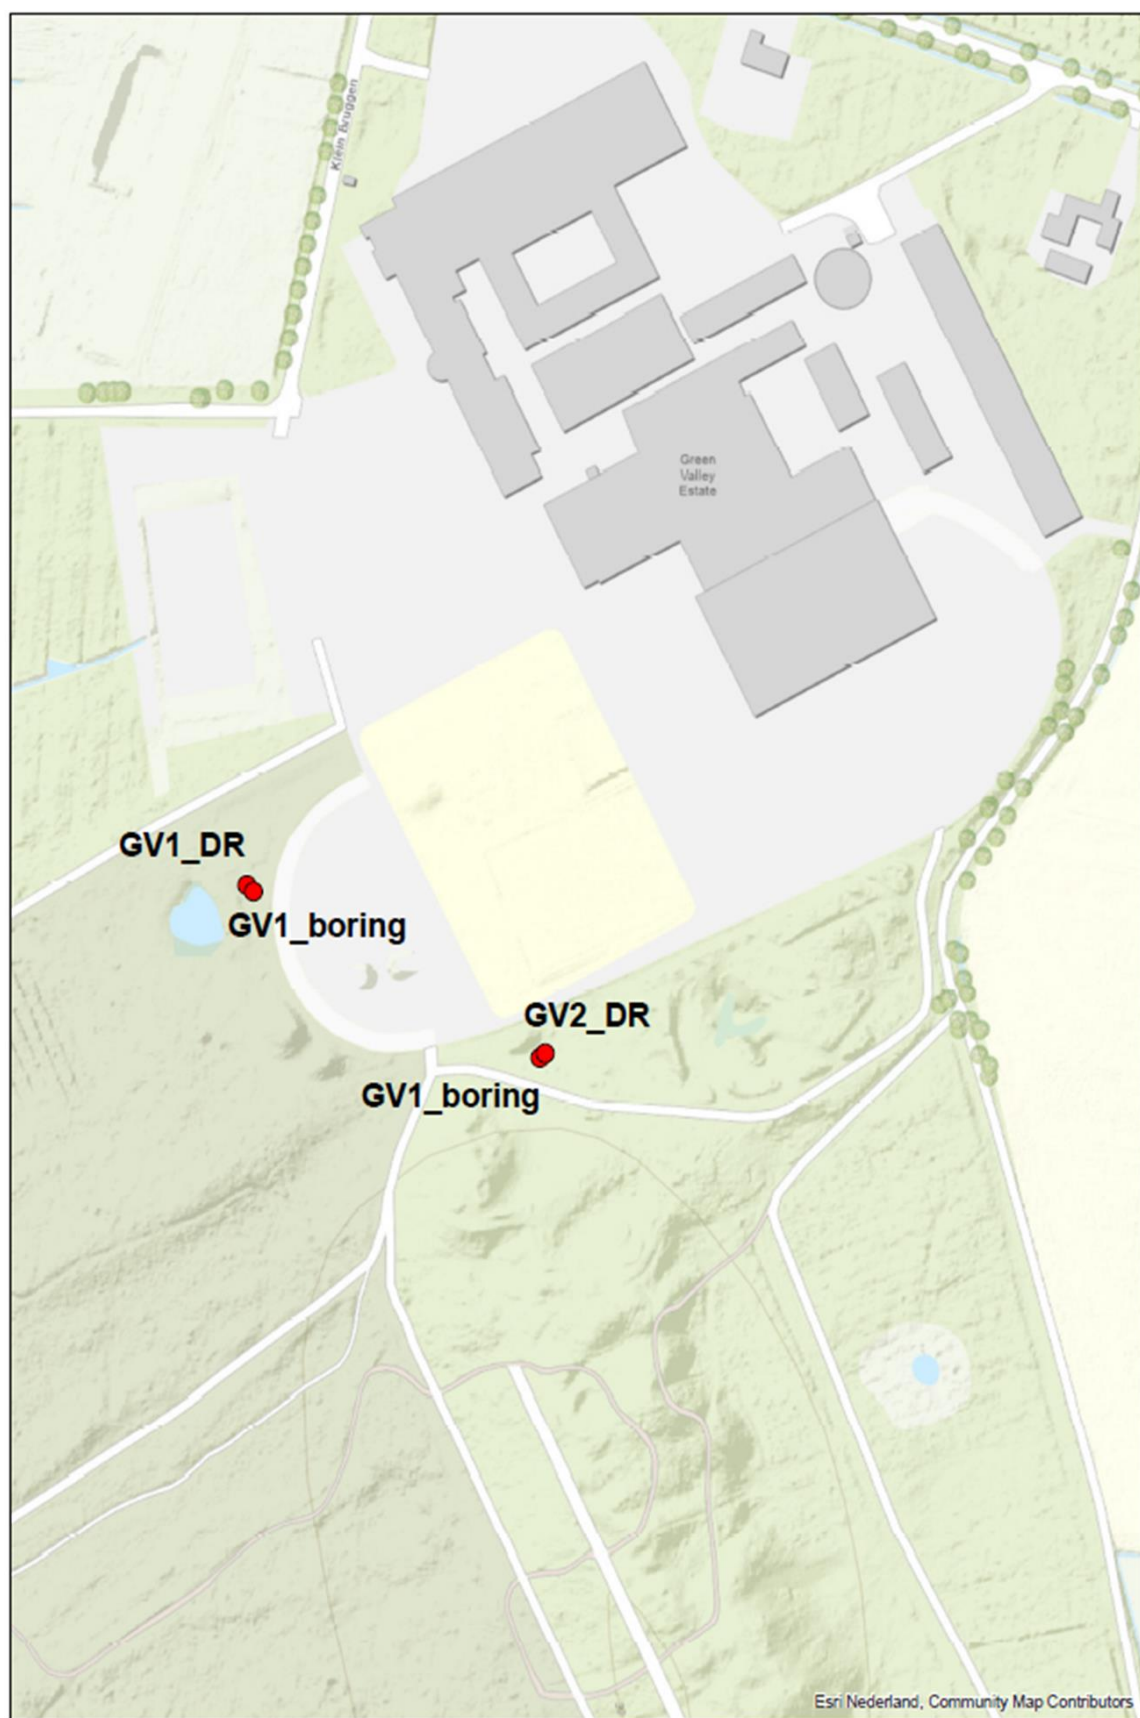 Klein Bruggen
Green
Valley
Estate
GV1_DR
GV1_boring
GV2_DR
GV1_boring
Esri Nederland, Community Map Contributors